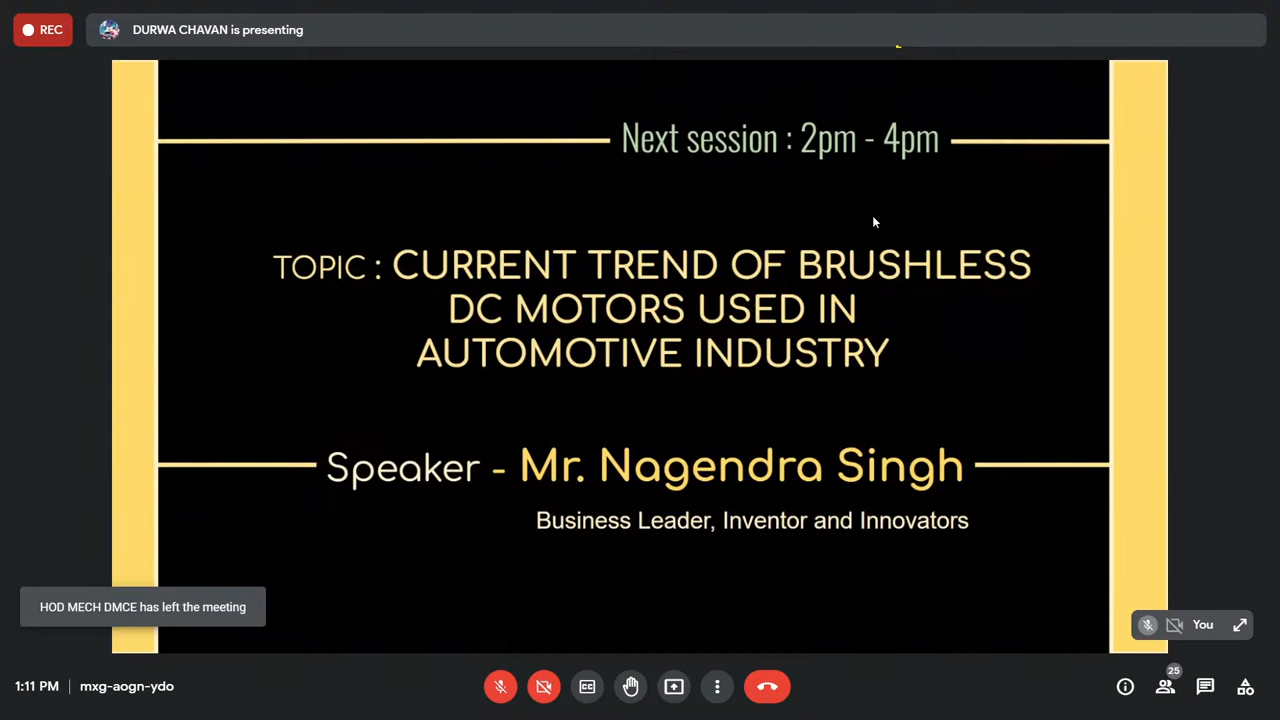 REC
DURWA CHAVAN is presenting
Next session : 2pm - 4pm
TOPIC : CURRENT TREND OF BRUSHLESS
DC MOTORS USED IN
AUTOMOTIVE INDUSTRY
Speaker - Mr. Nagendra Singh
Business Leader, Inventor and Innovators
HOD MECH DMCE has left the meeting
You
25
1:11 PM | mxg-aogn-ydo